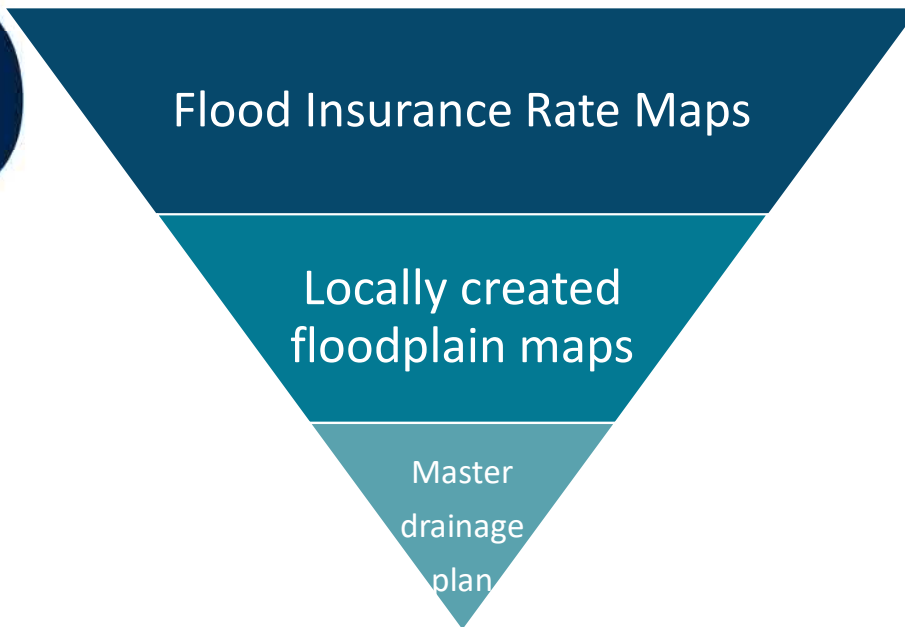 Flood Insurance Rate Maps
Locally created
floodplain maps
Master
drainage
plan